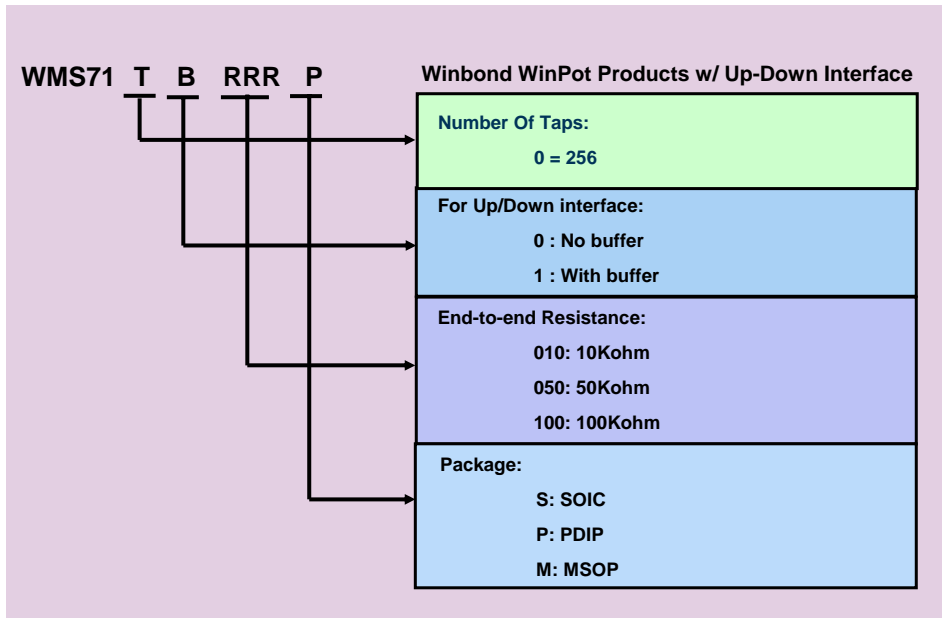 WMS71 T B RRR P
Winbond WinPot Products w/ Up-Down Interface
Number Of Taps:
0 = 256
For Up/Down interface:
0 : No buffer
1 : With buffer
End-to-end Resistance:
010: 10Kohm
050: 50Kohm
100: 100Kohm
Package:
S: SOIC
P: PDIP
M: MSOP